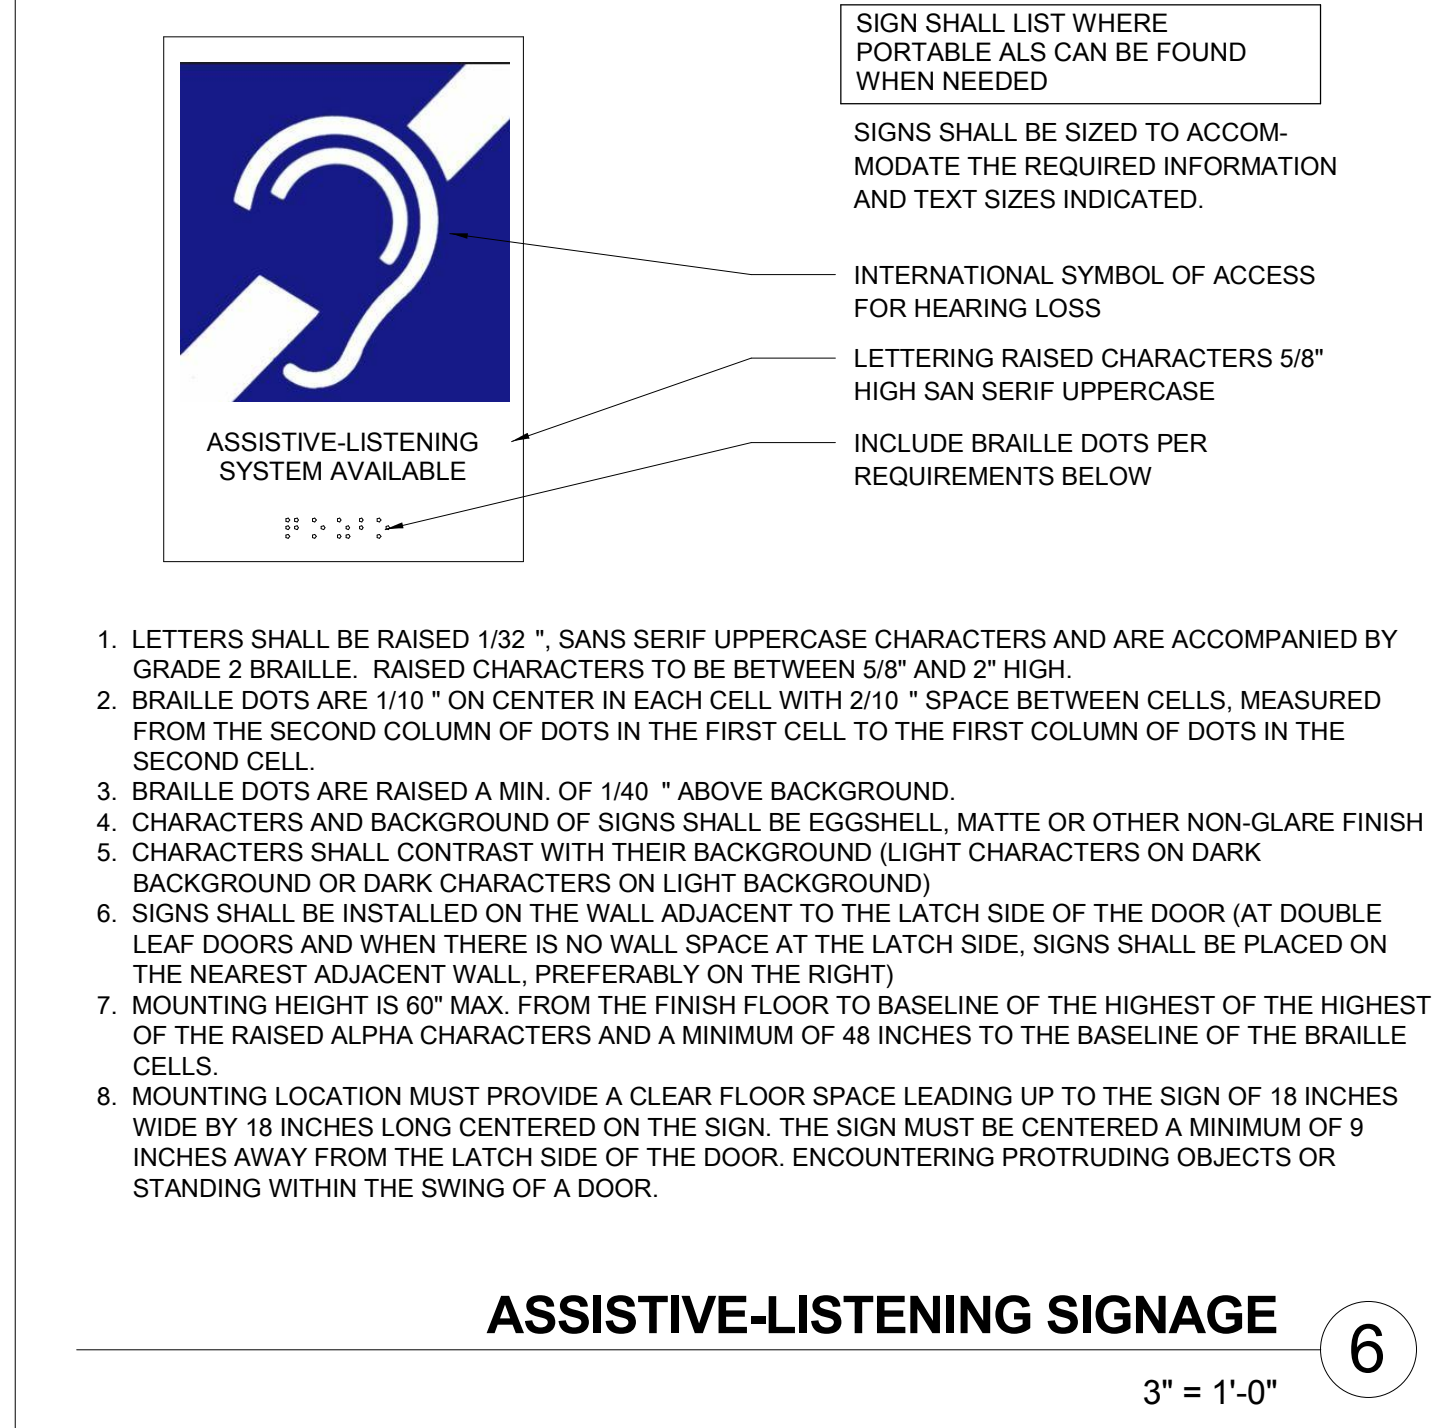 SIGN SHALL LIST WHERE
PORTABLE ALS CAN BE FOUND
WHEN NEEDED
SIGNS SHALL BE SIZED TO ACCOM-
MODATE THE REQUIRED INFORMATION
AND TEXT SIZES INDICATED.
INTERNATIONAL SYMBOL OF ACCESS
FOR HEARING LOSS
LETTERING RAISED CHARACTERS 5/8"
HIGH SAN SERIF UPPERCASE
INCLUDE BRAILLE DOTS PER
REQUIREMENTS BELOW
ASSISTIVE-LISTENING
SYSTEM AVAILABLE
1. LETTERS SHALL BE RAISED 1/32 ", SANS SERIF UPPERCASE CHARACTERS AND ARE ACCOMPANIED BY
GRADE 2 BRAILLE. RAISED CHARACTERS TO BE BETWEEN 5/8" AND 2" HIGH.
2. BRAILLE DOTS ARE 1/10 " ON CENTER IN EACH CELL WITH 2/10 " SPACE BETWEEN CELLS, MEASURED
FROM THE SECOND COLUMN OF DOTS IN THE FIRST CELL TO THE FIRST COLUMN OF DOTS IN THE
SECOND CELL.
3. BRAILLE DOTS ARE RAISED A MIN. OF 1/40 " ABOVE BACKGROUND.
4. CHARACTERS AND BACKGROUND OF SIGNS SHALL BE EGGSHELL, MATTE OR OTHER NON-GLARE FINISH
5. CHARACTERS SHALL CONTRAST WITH THEIR BACKGROUND (LIGHT CHARACTERS ON DARK
BACKGROUND OR DARK CHARACTERS ON LIGHT BACKGROUND)
6. SIGNS SHALL BE INSTALLED ON THE WALL ADJACENT TO THE LATCH SIDE OF THE DOOR (AT DOUBLE
LEAF DOORS AND WHEN THERE IS NO WALL SPACE AT THE LATCH SIDE, SIGNS SHALL BE PLACED ON
THE NEAREST ADJACENT WALL, PREFERABLY ON THE RIGHT)
7. MOUNTING HEIGHT IS 60" MAX. FROM THE FINISH FLOOR TO BASELINE OF THE HIGHEST OF THE HIGHEST
OF THE RAISED ALPHA CHARACTERS AND A MINIMUM OF 48 INCHES TO THE BASELINE OF THE BRAILLE
CELLS.
8. MOUNTING LOCATION MUST PROVIDE A CLEAR FLOOR SPACE LEADING UP TO THE SIGN OF 18 INCHES
WIDE BY 18 INCHES LONG CENTERED ON THE SIGN. THE SIGN MUST BE CENTERED A MINIMUM OF 9
INCHES AWAY FROM THE LATCH SIDE OF THE DOOR. ENCOUNTERING PROTRUDING OBJECTS OR
STANDING WITHIN THE SWING OF A DOOR.
ASSISTIVE-LISTENING SIGNAGE
6
3" = 1'-0"